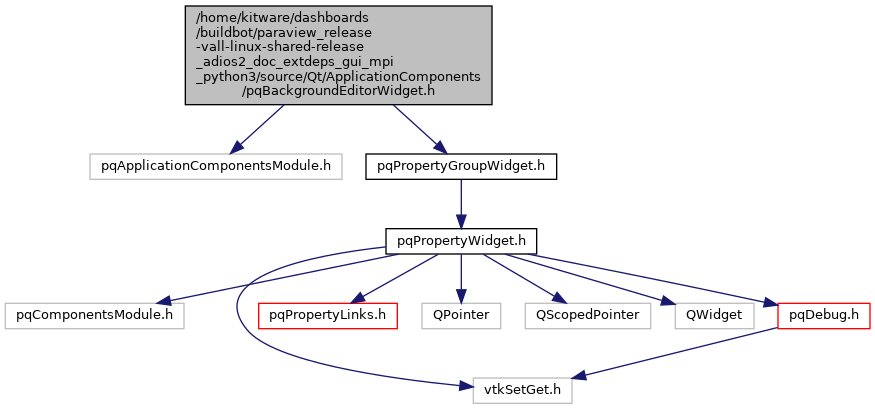 /home/kitware/dashboards
/buildbot/paraview_release
-vall-linux-shared-release
_adios2_doc_extdeps_gui_mpi
_python3/source/Qt/ApplicationComponents
/pqBackgroundEditorWidget.h
pqApplicationComponentsModule.h
pqPropertyGroupWidget.h
pqPropertyWidget.h
pqComponentsModule.h
pqPropertyLinks.h
QPointer
QScopedPointer
QWidget
pqDebug.h
vtkSetGet.h